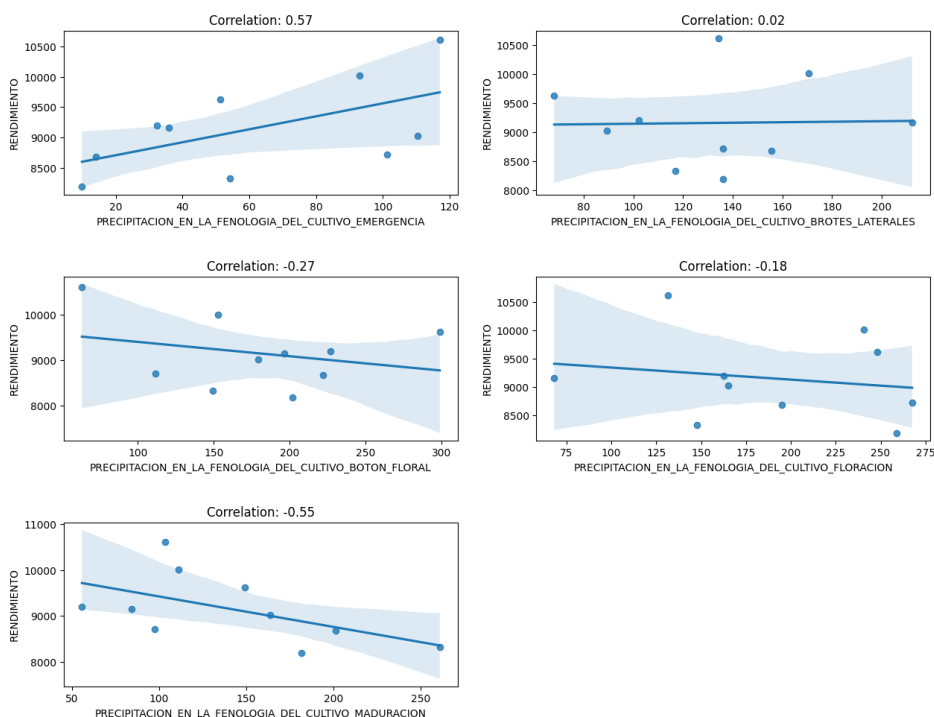 Correlation: 0.57
10500
10000
9500
9000
8500
RENDIMIENTO
20 40 60 80 100 120
PRECIPITACION_EN_LA_FENOLOGIA_DEL_CULTIVO_EMERGENCIA
Correlation: 0.02
10500
10000
9500
9000
8500
8000
RENDIMIENTO
80 100 120 140 160 180 200
PRECIPITACION_EN_LA_FENOLOGIA_DEL_CULTIVO_BROTES_LATERALES
Correlation: -0.27
10000
9000
8000
RENDIMIENTO
100 150 200 250 300
PRECIPITACION_EN_LA_FENOLOGIA_DEL_CULTIVO_BOTON_FLORAL
Correlation: -0.18
10500
10000
9500
9000
8500
RENDIMIENTO
75 100 125 150 175 200 225 250 275
PRECIPITACION_EN_LA_FENOLOGIA_DEL_CULTIVO_FLORACION
Correlation: -0.55
11000
10000
9000
8000
RENDIMIENTO
50 100 150 200 250
PRECIPITACION_EN_LA_FENOLOGIA_DEL_CULTIVO_MADURACION